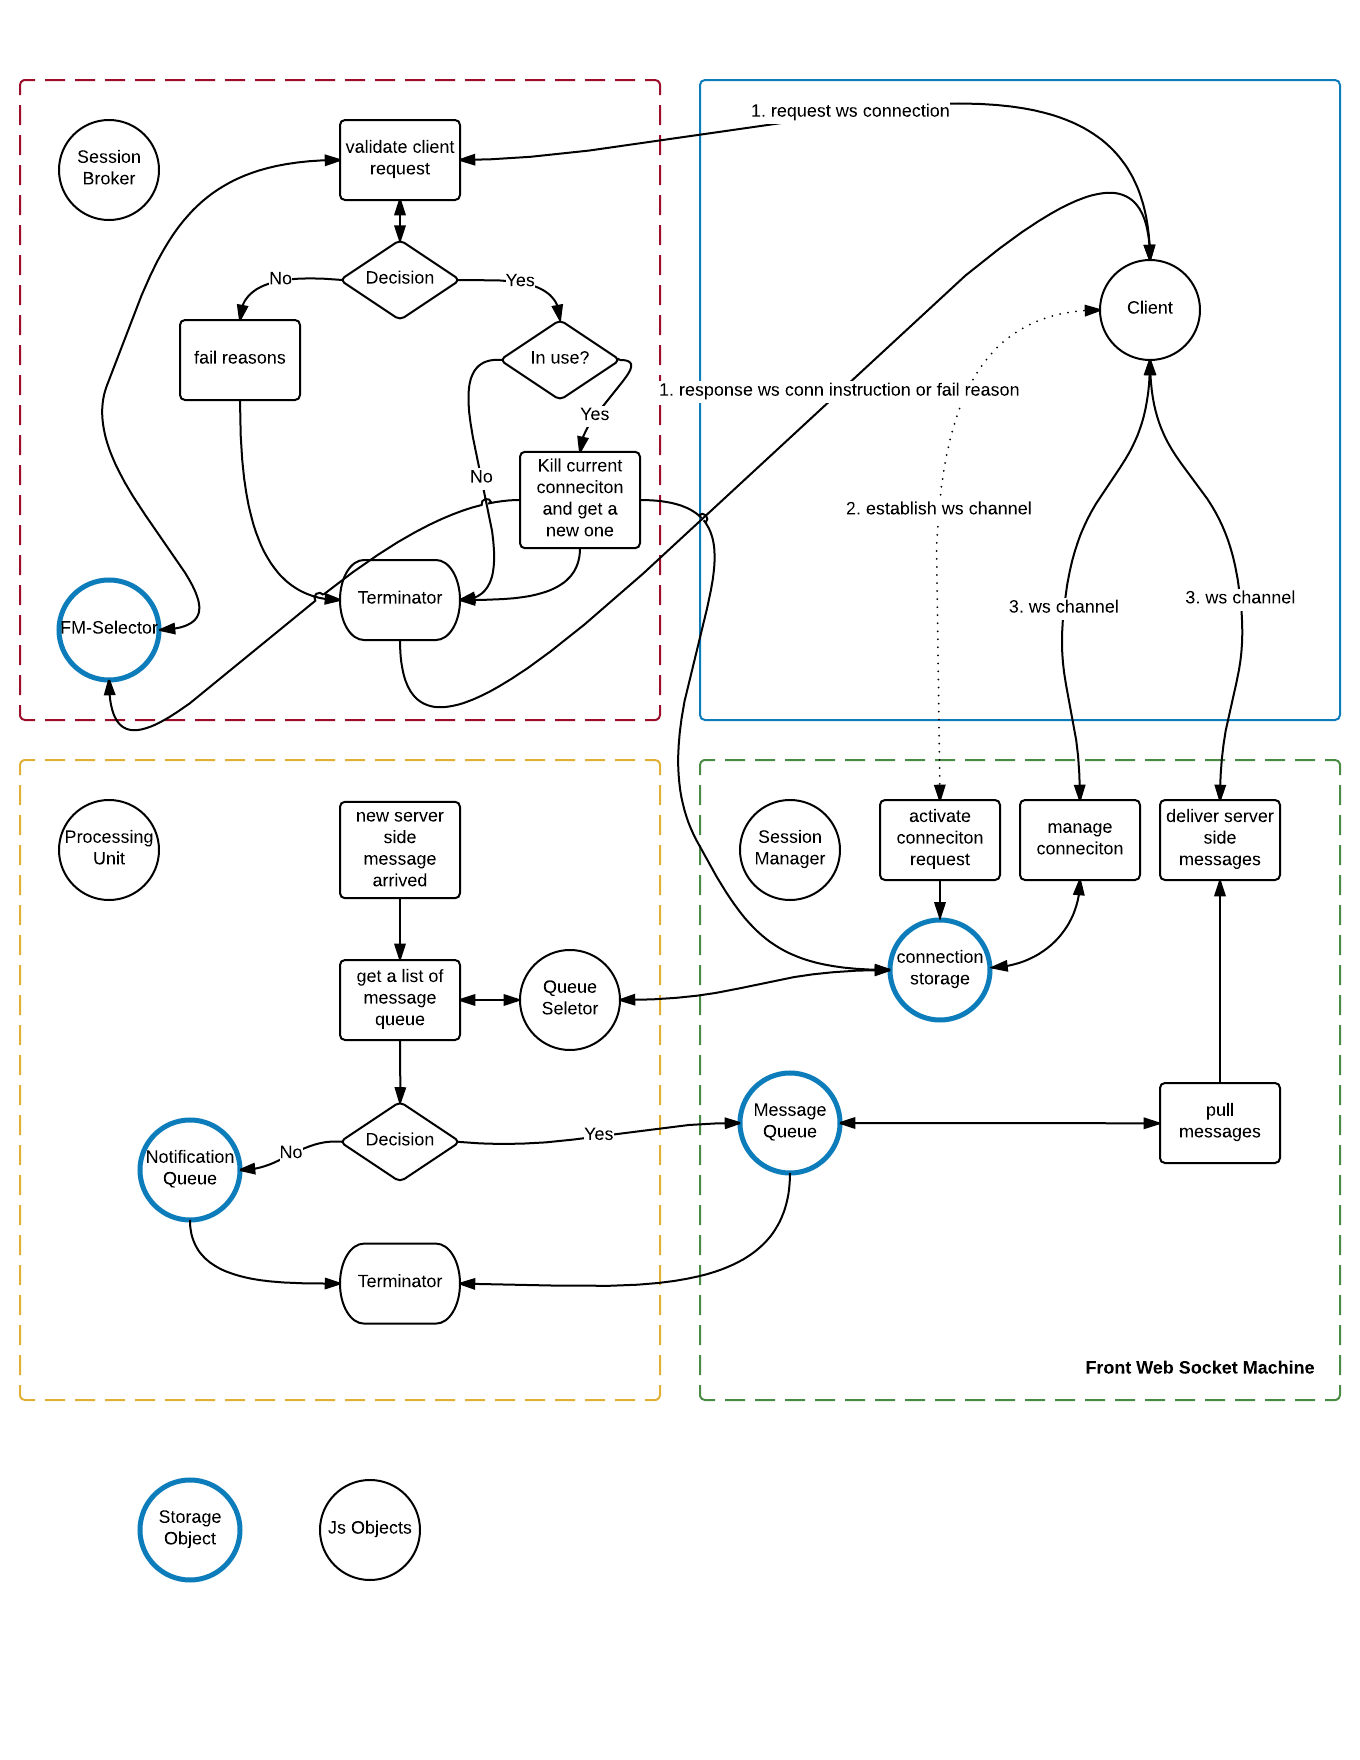 Session
Broker
validate client
request
Decision
No
Yes
fail reasons
In use?
Yes
No
Kill current
conneciton
and get a
new one
Terminator
FM-Selector
1. request ws connection
Client
1. response ws conn instruction or fail reason
2. establish ws channel
3. ws channel
3. ws channel
Processing
Unit
new server
side
message
arrived
get a list of
message
queue
Queue
Seletor
Decision
No
Yes
Notification
Queue
Terminator
Session
Manager
activate
conneciton
request
manage
conneciton
deliver server
side
messages
connection
storage
Message
Queue
pull
messages
Front Web Socket Machine
Storage
Object
Js Objects